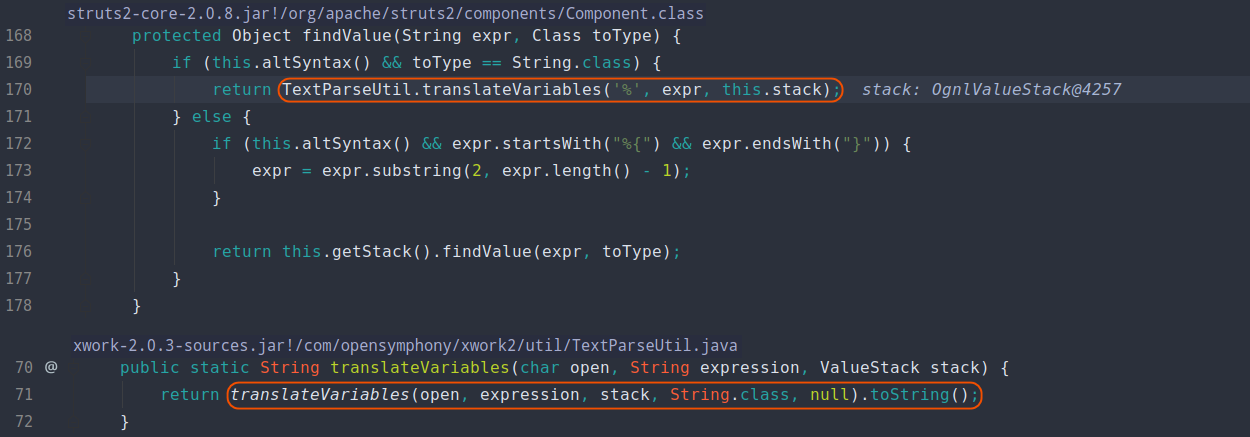 struts2-core-2.0.8.jar!/org/apache/struts2/components/Component.class
168 protected Object findValue(String expr, Class toType) {
169 if (this.altSyntax() && toType == String.class) {
170 return TextParseUtil.translateVariables('%', expr, this.stack); stack: OgnlValueStack@4257
171 } else {
172 if (this.altSyntax() && expr.startsWith("%{") && expr.endsWith("}")) {
173 expr = expr.substring(2, expr.length() - 1);
174 }
175
176 return this.getStack().findValue(expr, toType);
177 }
178 }
xwork-2.0.3-sources.jar!/com/opensymphony/xwork2/util/TextParseUtil.java
70 @ public static String translateVariables(char open, String expression, ValueStack stack) {
71 return translateVariables(open, expression, stack, String.class, null).toString();
72 }